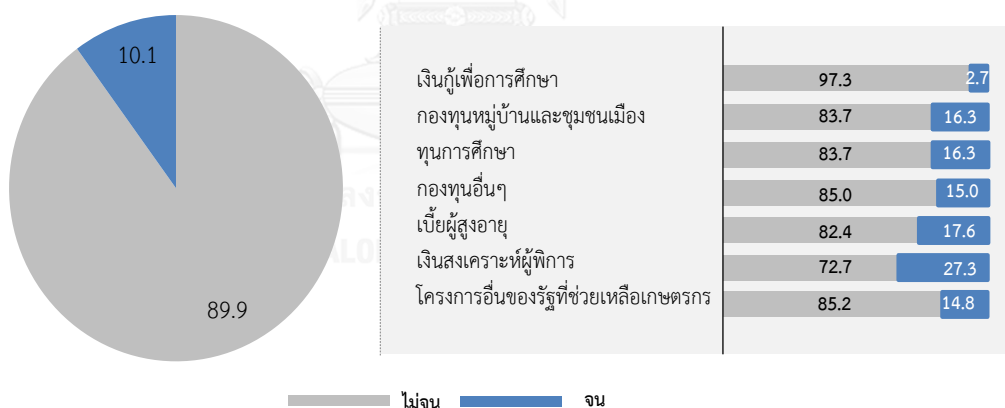 10.1
89.9
เงินกู้เพื่อการศึกษา 97.3 2.7
กองทุนหมู่บ้านและชุมชนเมือง 83.7 16.3
ทุนการศึกษา 83.7 16.3
กองทุนอื่นๆ 85.0 15.0
เบี้ยผู้สูงอายุ 82.4 17.6
เงินสงเคราะห์ผู้พิการ 72.7 27.3
โครงการอื่นของรัฐที่ช่วยเหลือเกษตรกร 85.2 14.8
ไม่จน จน